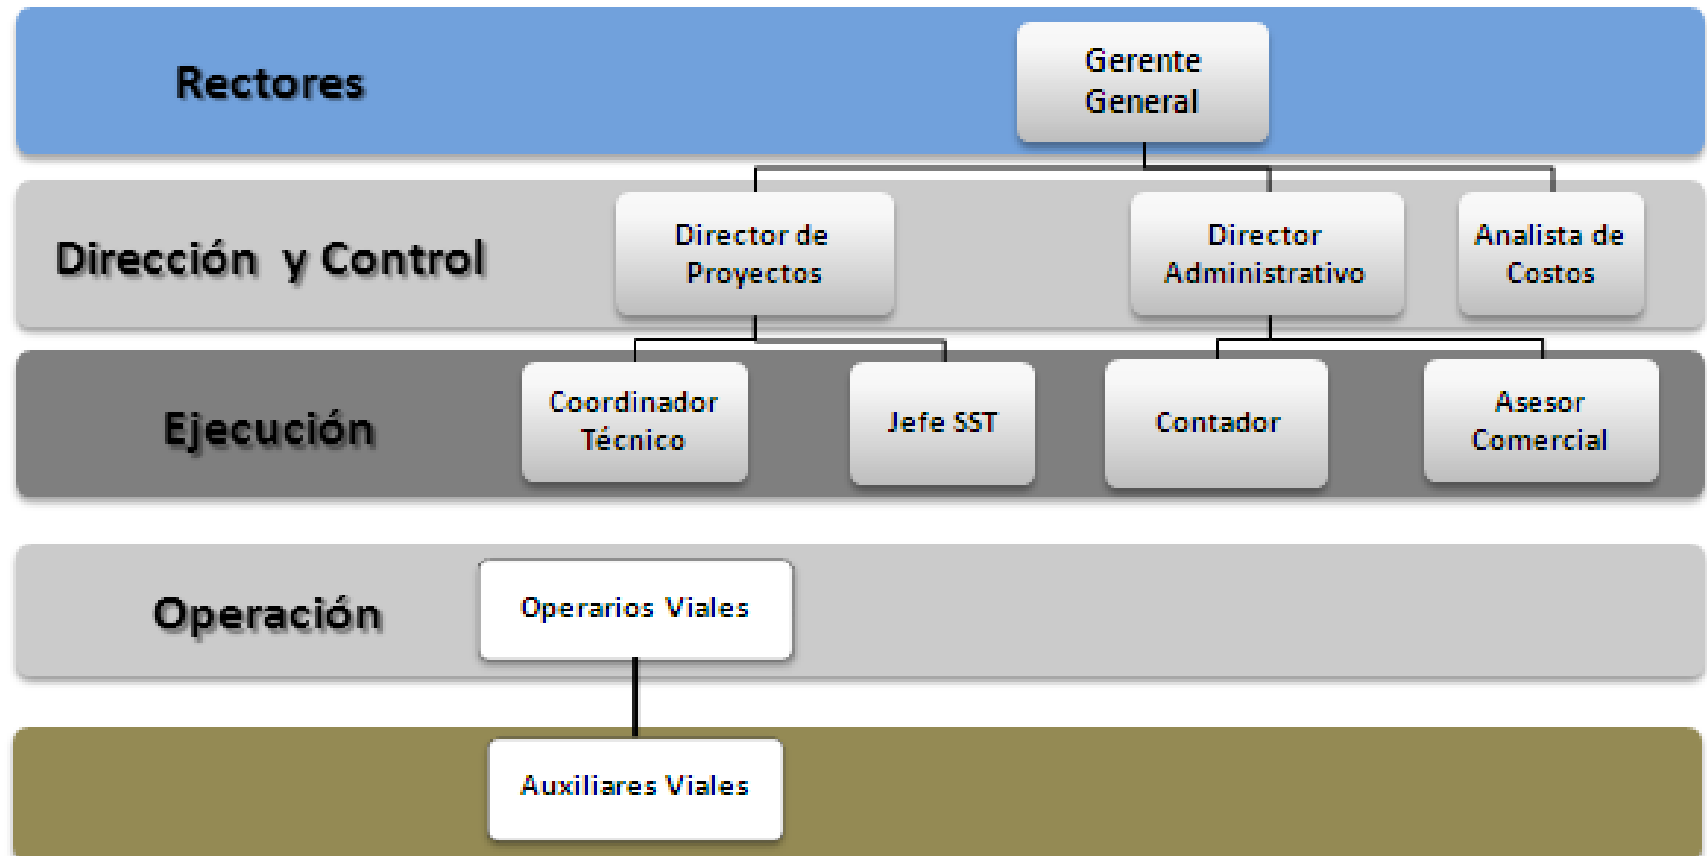 Rectores
Gerente
General
Dirección y Control
Director de
Proyectos
Director
Administrativo
Analista de
Costos
Ejecución
Coordinador
Técnico
Jefe SST
Contador
Asesor
Comercial
Operación
Operarios Viales
Auxiliares Viales